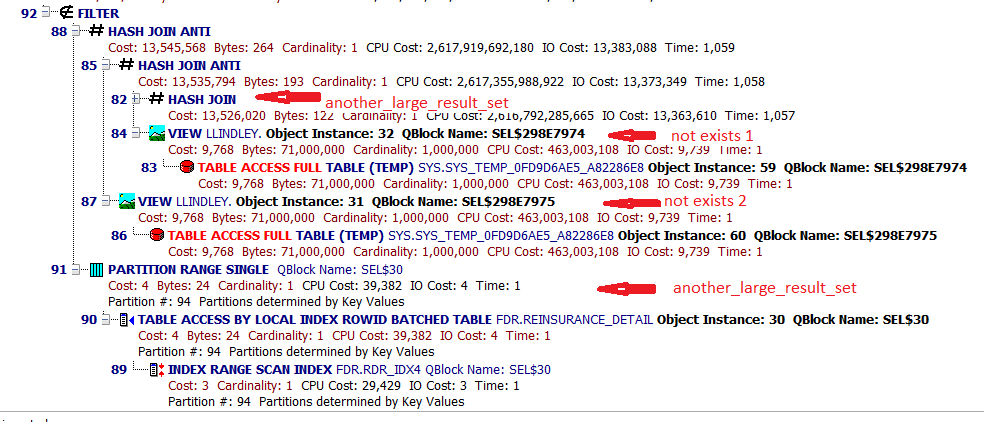 92 FILTER
88 HASH JOIN ANTI
Cost: 13,545,568 Bytes: 264 Cardinality: 1 CPU Cost: 2,617,919,692,180 IO Cost: 13,383,088 Time: 1,059
85 HASH JOIN ANTI
Cost: 13,535,794 Bytes: 193 Cardinality: 1 CPU Cost: 2,617,355,988,922 IO Cost: 13,373,349 Time: 1,058
82 HASH JOIN another_large_result_set
Cost: 13,526,020 Bytes: 122 Cardinality: 1 CPU Cost: 2,616,792,285,665 IO Cost: 13,363,610 Time: 1,057
84 VIEW LLINDLEY. Object Instance: 32 QBlock Name: SEL$298E7974 not exists 1
Cost: 9,768 Bytes: 71,000,000 Cardinality: 1,000,000 CPU Cost: 463,003,108 IO Cost: 9,739 Time: 1
83 TABLE ACCESS FULL TABLE (TEMP) SYS.SYS_TEMP_0FD9D6AE5_A82286E8 Object Instance: 59 QBlock Name: SEL$298E7974
Cost: 9,768 Bytes: 71,000,000 Cardinality: 1,000,000 CPU Cost: 463,003,108 IO Cost: 9,739 Time: 1
87 VIEW LLINDLEY. Object Instance: 31 QBlock Name: SEL$298E7975 not exists 2
Cost: 9,768 Bytes: 71,000,000 Cardinality: 1,000,000 CPU Cost: 463,003,108 IO Cost: 9,739 Time: 1
86 TABLE ACCESS FULL TABLE (TEMP) SYS.SYS_TEMP_0FD9D6AE5_A82286E8 Object Instance: 60 QBlock Name: SEL$298E7975
Cost: 9,768 Bytes: 71,000,000 Cardinality: 1,000,000 CPU Cost: 463,003,108 IO Cost: 9,739 Time: 1
91 PARTITION RANGE SINGLE QBlock Name: SEL$30
Cost: 4 Bytes: 24 Cardinality: 1 CPU Cost: 39,382 IO Cost: 4 Time: 1 another_large_result_set
Partition #: 94 Partitions determined by Key Values
90 TABLE ACCESS BY LOCAL INDEX ROWID BATCHED TABLE FDR.REINSURANCE_DETAIL Object Instance: 30 QBlock Name: SEL$30
Cost: 4 Bytes: 24 Cardinality: 1 CPU Cost: 39,382 IO Cost: 4 Time: 1
Partition #: 94 Partitions determined by Key Values
89 INDEX RANGE SCAN INDEX FDR.RDR_IDX4 QBlock Name: SEL$30
Cost: 3 Cardinality: 1 CPU Cost: 29,429 IO Cost: 3 Time: 1
Partition #: 94 Partitions determined by Key Values